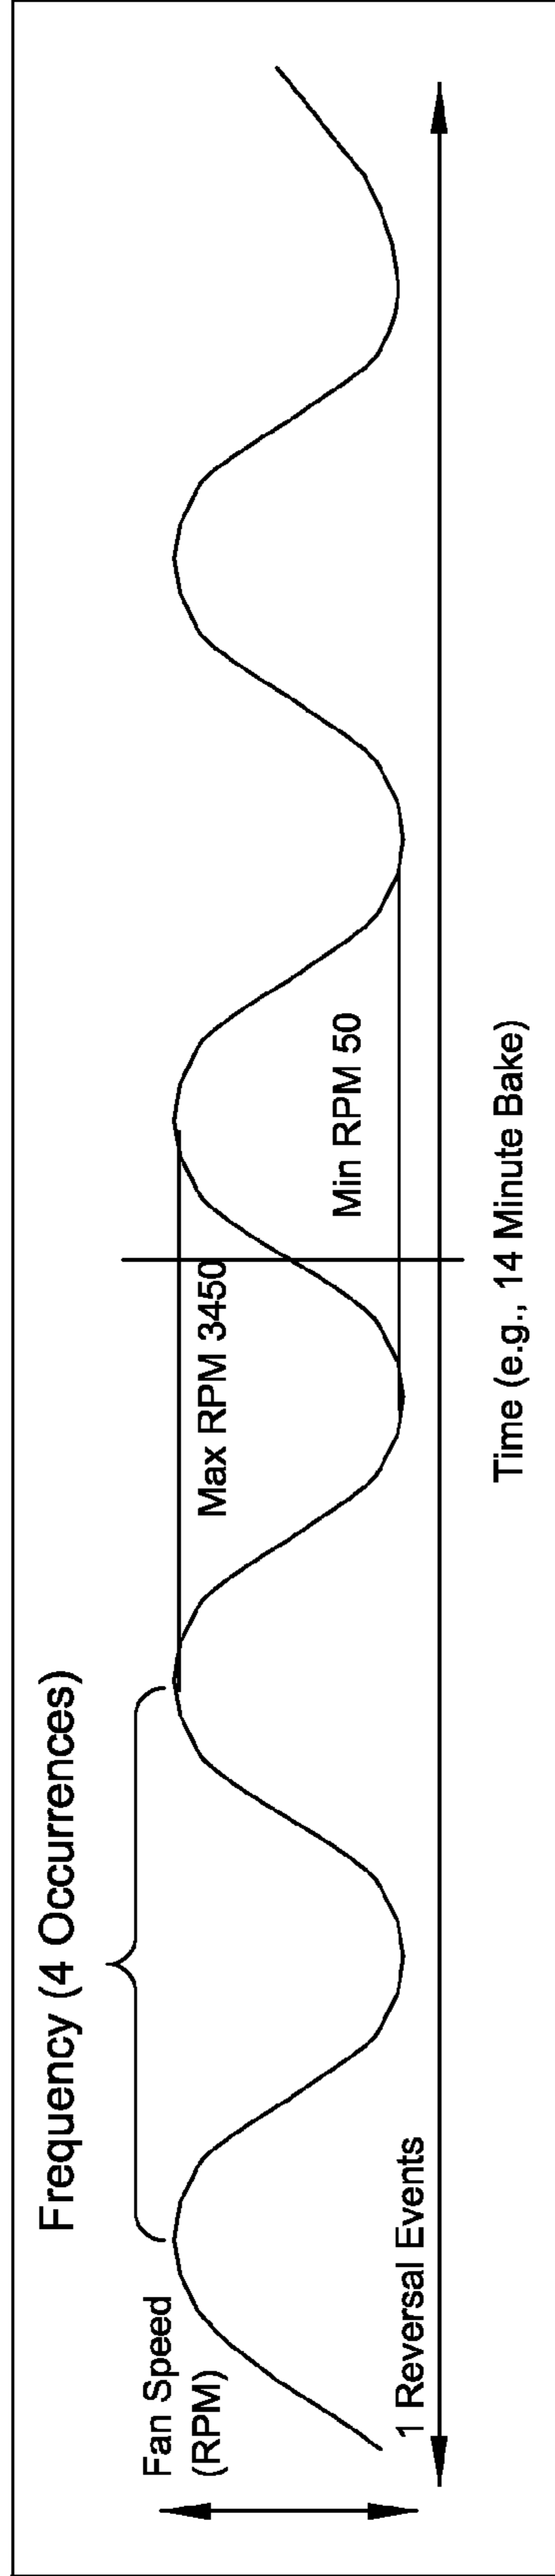 Frequency (4 Occurrences)
Fan Speed
(RPM)
Max RPM 3450
Min RPM 50
1 Reversal Events
Time (e.g., 14 Minute Bake)